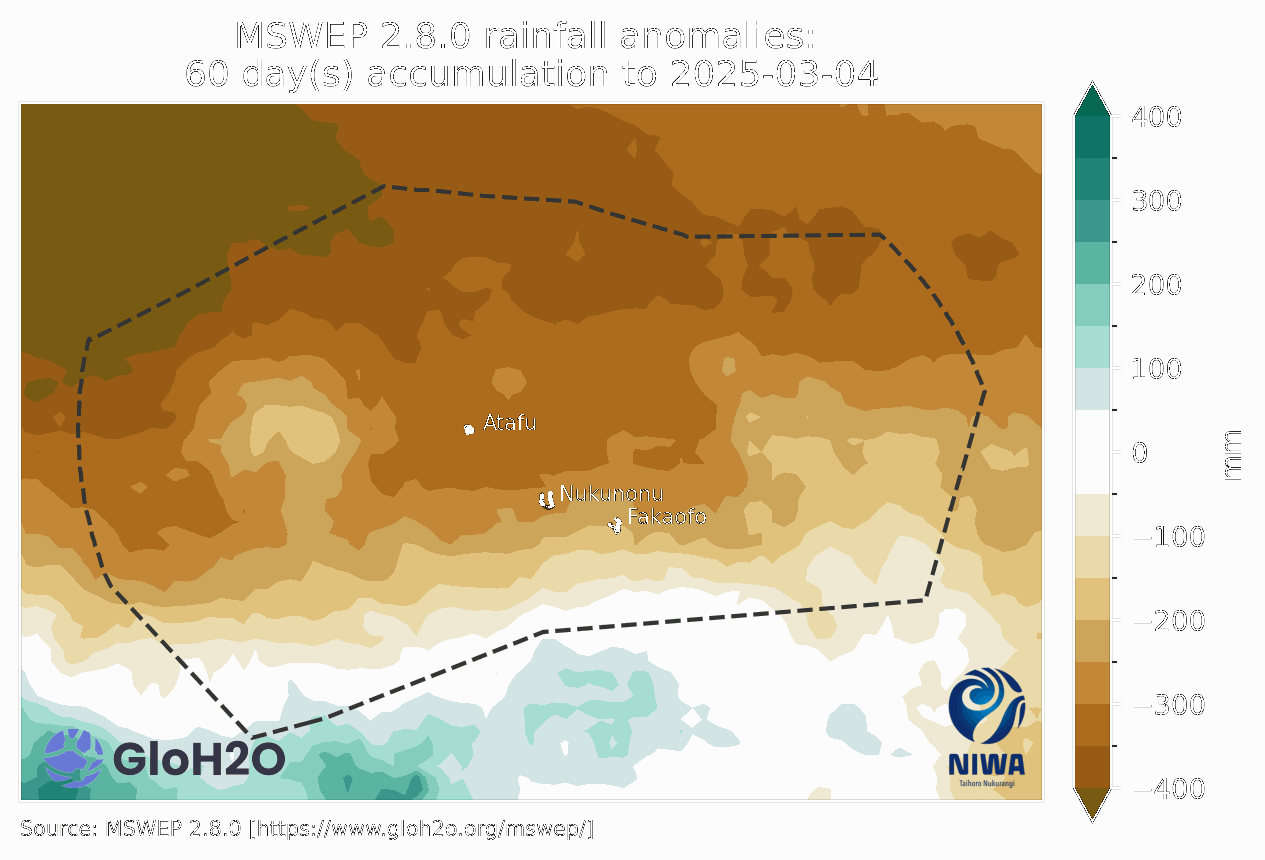 MSWEP 2.8.0 rainfall anomalies:
60 day(s) accumulation to 2025-03-04
400
300
200
100
0
−100
−200
−300
−400
mm
Atafu
Nukunonu
Fakaofo
GloH2O
NIWA
Taihoro Nukurangi
Source: MSWEP 2.8.0 [https://www.gloh2o.org/mswep/]